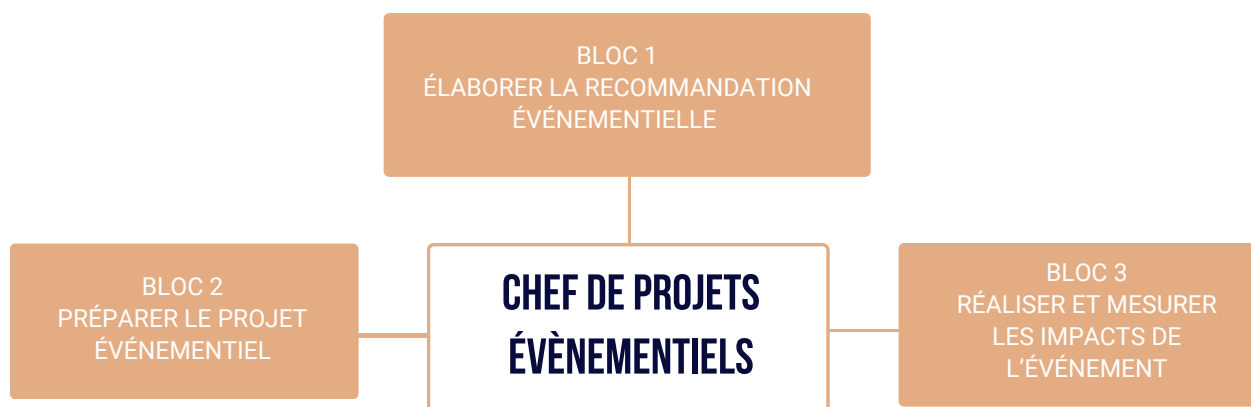 BLOC 1
ÉLABORER LA RECOMMANDATION
ÉVÉNEMENTIELLE
BLOC 2
PRÉPARER LE PROJET
ÉVÉNEMENTIEL
CHEF DE PROJETS
ÉVÈNEMENTIELS
BLOC 3
RÉALISER ET MESURER
LES IMPACTS DE
L'ÉVÉNEMENT